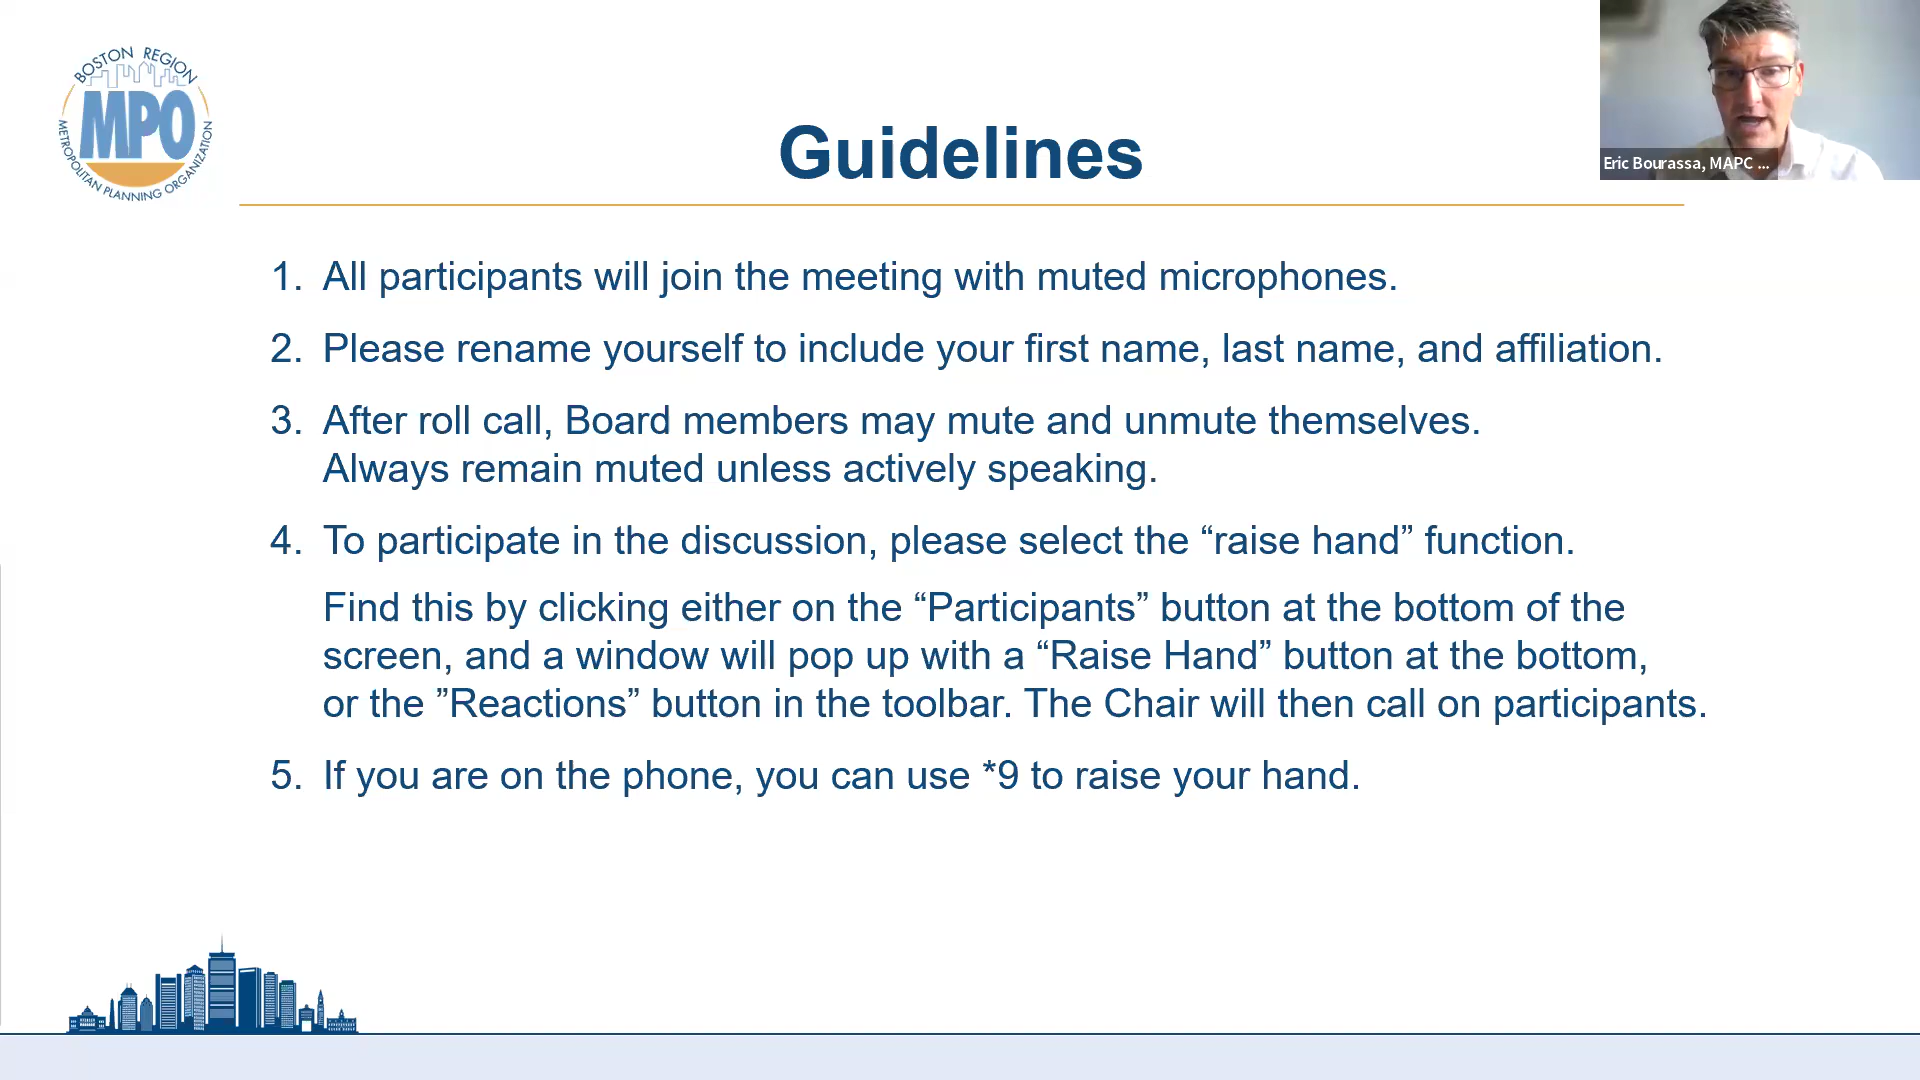 BOSTON REGION
MPO
METROPOLITAN PLANNING ORGANIZATION
Guidelines
Eric Bourassa, MAPC ...
1. All participants will join the meeting with muted microphones.
2. Please rename yourself to include your first name, last name, and affiliation.
3. After roll call, Board members may mute and unmute themselves.
Always remain muted unless actively speaking.
4. To participate in the discussion, please select the “raise hand” function.
Find this by clicking either on the “Participants” button at the bottom of the
screen, and a window will pop up with a “Raise Hand” button at the bottom,
or the ”Reactions” button in the toolbar. The Chair will then call on participants.
5. If you are on the phone, you can use *9 to raise your hand.